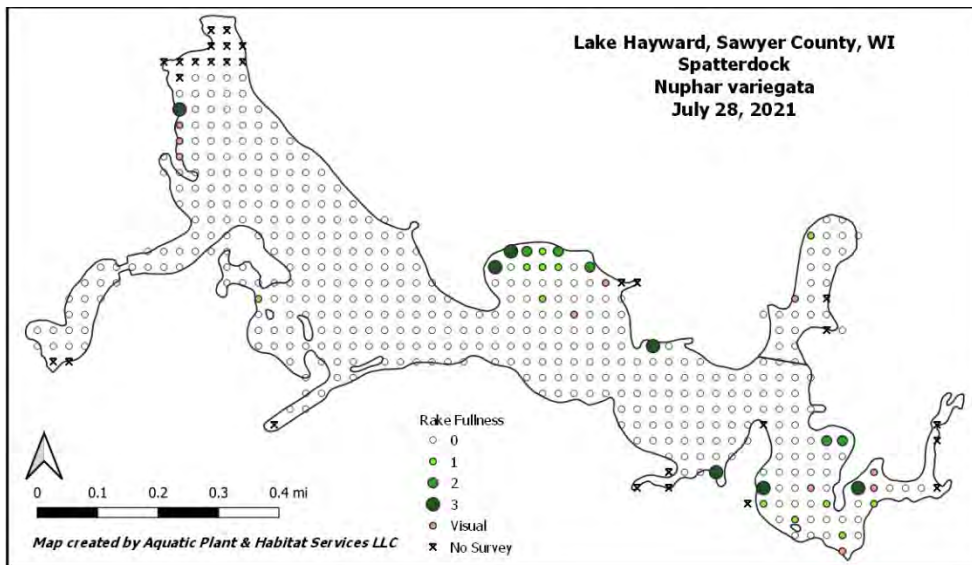 Lake Hayward, Sawyer County, WI
Spatterdock
Nuphar variegata
July 28, 2021
Rake Fullness
0
1
2
3
Visual
No Survey
0 0.1 0.2 0.3 0.4 mi
Map created by Aquatic Plant & Habitat Services LLC